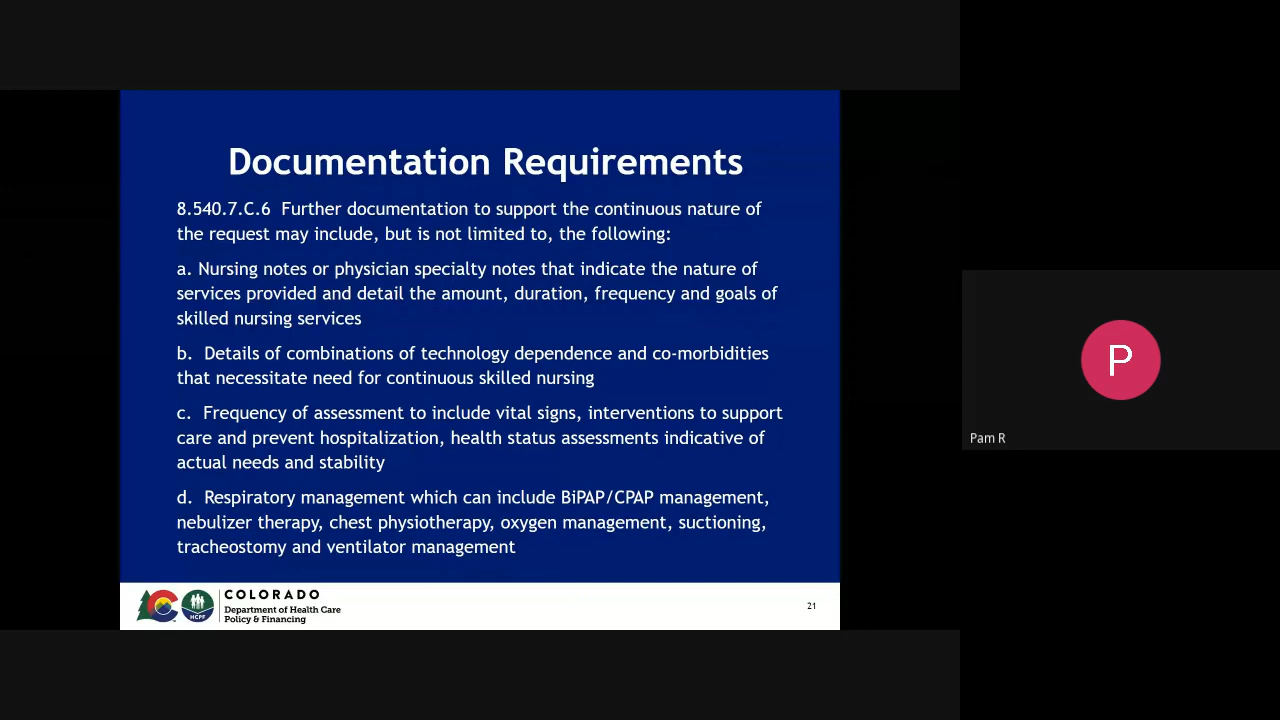 Documentation Requirements
8.540.7.C.6 Further documentation to support the continuous nature of
the request may include, but is not limited to, the following:
a. Nursing notes or physician specialty notes that indicate the nature of
services provided and detail the amount, duration, frequency and goals of
skilled nursing services
b. Details of combinations of technology dependence and co-morbidities
that necessitate need for continuous skilled nursing
c. Frequency of assessment to include vital signs, interventions to support
care and prevent hospitalization, health status assessments indicative of
actual needs and stability
d. Respiratory management which can include BiPAP/CPAP management,
nebulizer therapy, chest physiotherapy, oxygen management, suctioning,
tracheostomy and ventilator management
HCPF
COLORADO
Department of Health Care
Policy & Financing
21
P
Pam R